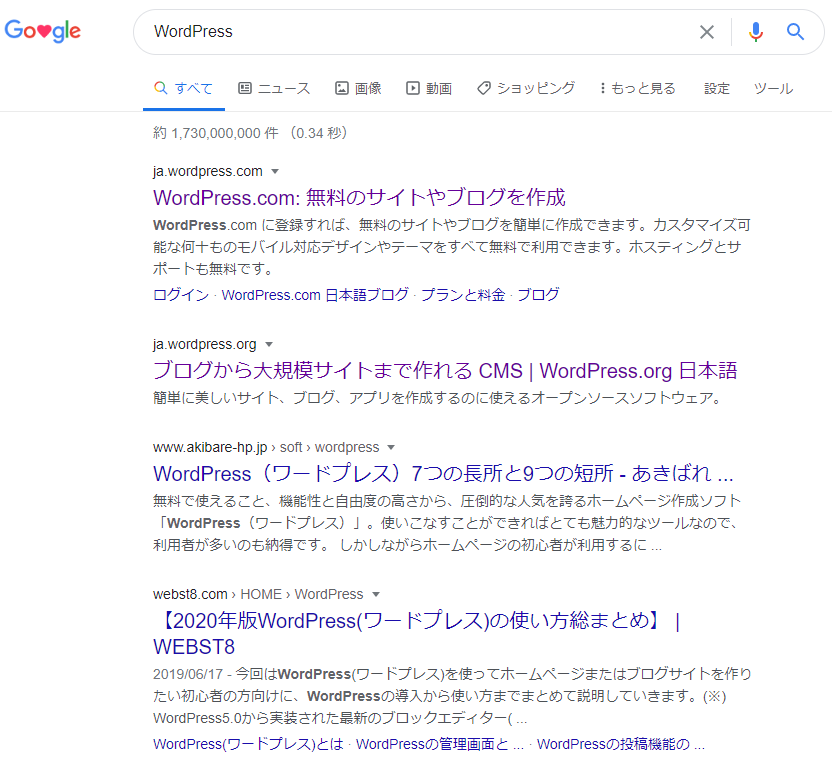 Go❤gle
WordPress
すべて ニュース 画像 動画 ショッピング もっと見る 設定 ツール
約 1,730,000,000 件 （0.34 秒）
ja.wordpress.com
WordPress.com: 無料のサイトやブログを作成
WordPress.com に登録すれば、無料のサイトやブログを簡単に作成できます。カスタマイズ可
能な何十ものモバイル対応デザインやテーマをすべて無料で利用できます。ホスティングとサ
ポートも無料です。
ログイン · WordPress.com 日本語ブログ · プランと料金 · ブログ
ja.wordpress.org
ブログから大規模サイトまで作れる CMS | WordPress.org 日本語
簡単に美しいサイト、ブログ、アプリを作成するのに使えるオープンソースソフトウェア。
www.akibare-hp.jp › soft › wordpress
WordPress（ワードプレス）7つの長所と9つの短所 - あきばれ ...
無料で使えること、機能性と自由度の高さから、圧倒的な人気を誇るホームページ作成ソフト
「WordPress（ワードプレス）」。使いこなすことができればとても魅力的なツールなので、
利用者が多いのも納得です。 しかしながらホームページの初心者が利用するに ...
webst8.com › HOME › WordPress
【2020年版WordPress(ワードプレス)の使い方総まとめ】 |
WEBST8
2019/06/17 - 今回はWordPress(ワードプレス)を使ってホームページまたはブログサイトを作り
たい初心者の方向けに、WordPressの導入から使い方までまとめて説明していきます。(※)
WordPress5.0から実装された最新のブロックエディター( ...
WordPress(ワードプレス)とは · WordPressの管理画面と ... · WordPressの投稿機能の ...